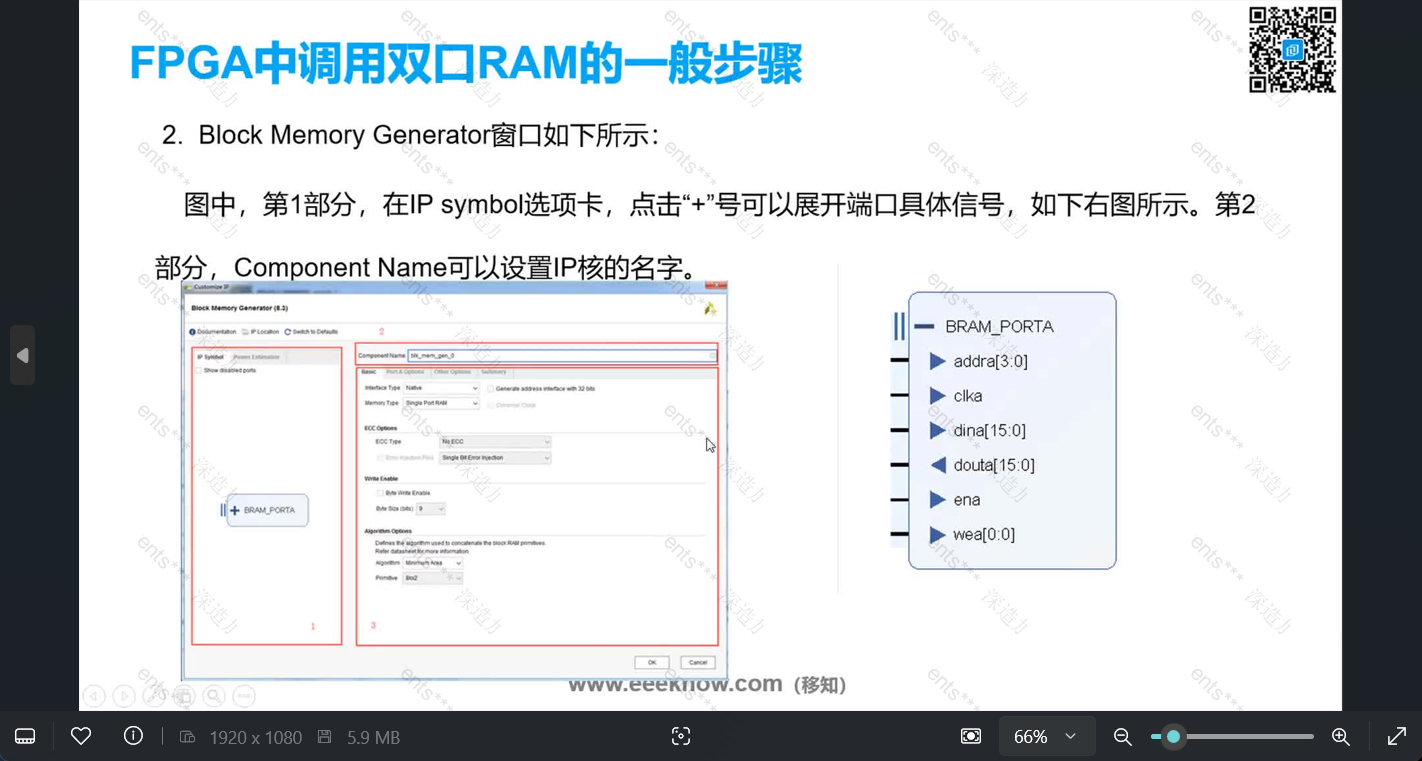 FPGA中调用双口RAM的一般步骤
2. Block Memory Generator窗口如下所示：
图中，第1部分，在IP symbol选项卡，点击“+”号可以展开端口具体信号，如下右图所示。第2
部分，Component Name可以设置IP核的名字。
Customize IP
Block Memory Generator (8.3)
Documentation IP Location Switch to Defaults
2
IP Symbol Power Estimation
Show disabled ports
BRAM_PORTA
1
Component Name blk_mem_gen_0
Basic Port A Options Other Options Summary
Interface Type Native Generate address interface with 32 bits
Memory Type Single Port RAM Common Clock
ECC Options
ECC Type No ECC
Error Injection Pins Single Bit Error Injection
Write Enable
Byte Write Enable
Byte Size (bits) 9
Algorithm Options
Defines the algorithm used to concatenate the block RAM primitives.
Refer datasheet for more information.
Algorithm Minimum Area
Primitive 8kx2
3
OK Cancel
BRAM_PORTA
addra[3:0]
clka
dina[15:0]
douta[15:0]
ena
wea[0:0]
www.eeeknow.com（移知）
ents***
深造力
1920 x 1080 5.9 MB
66%